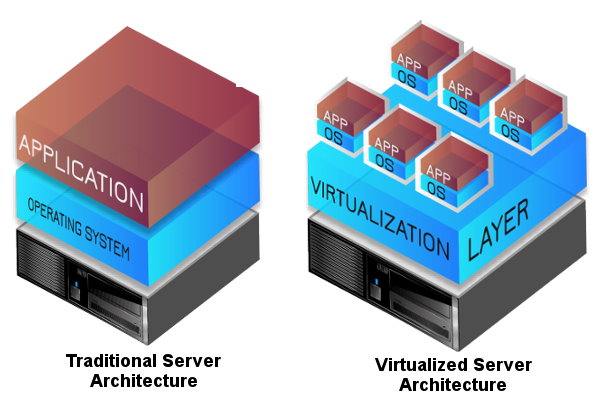 APPLICATION
OPERATING SYSTEM
Traditional Server
Architecture
APP
OS
APP
OS
APP
OS
APP
OS
APP
OS
APP
OS
VIRTUALIZATION LAYER
Virtualized Server
Architecture